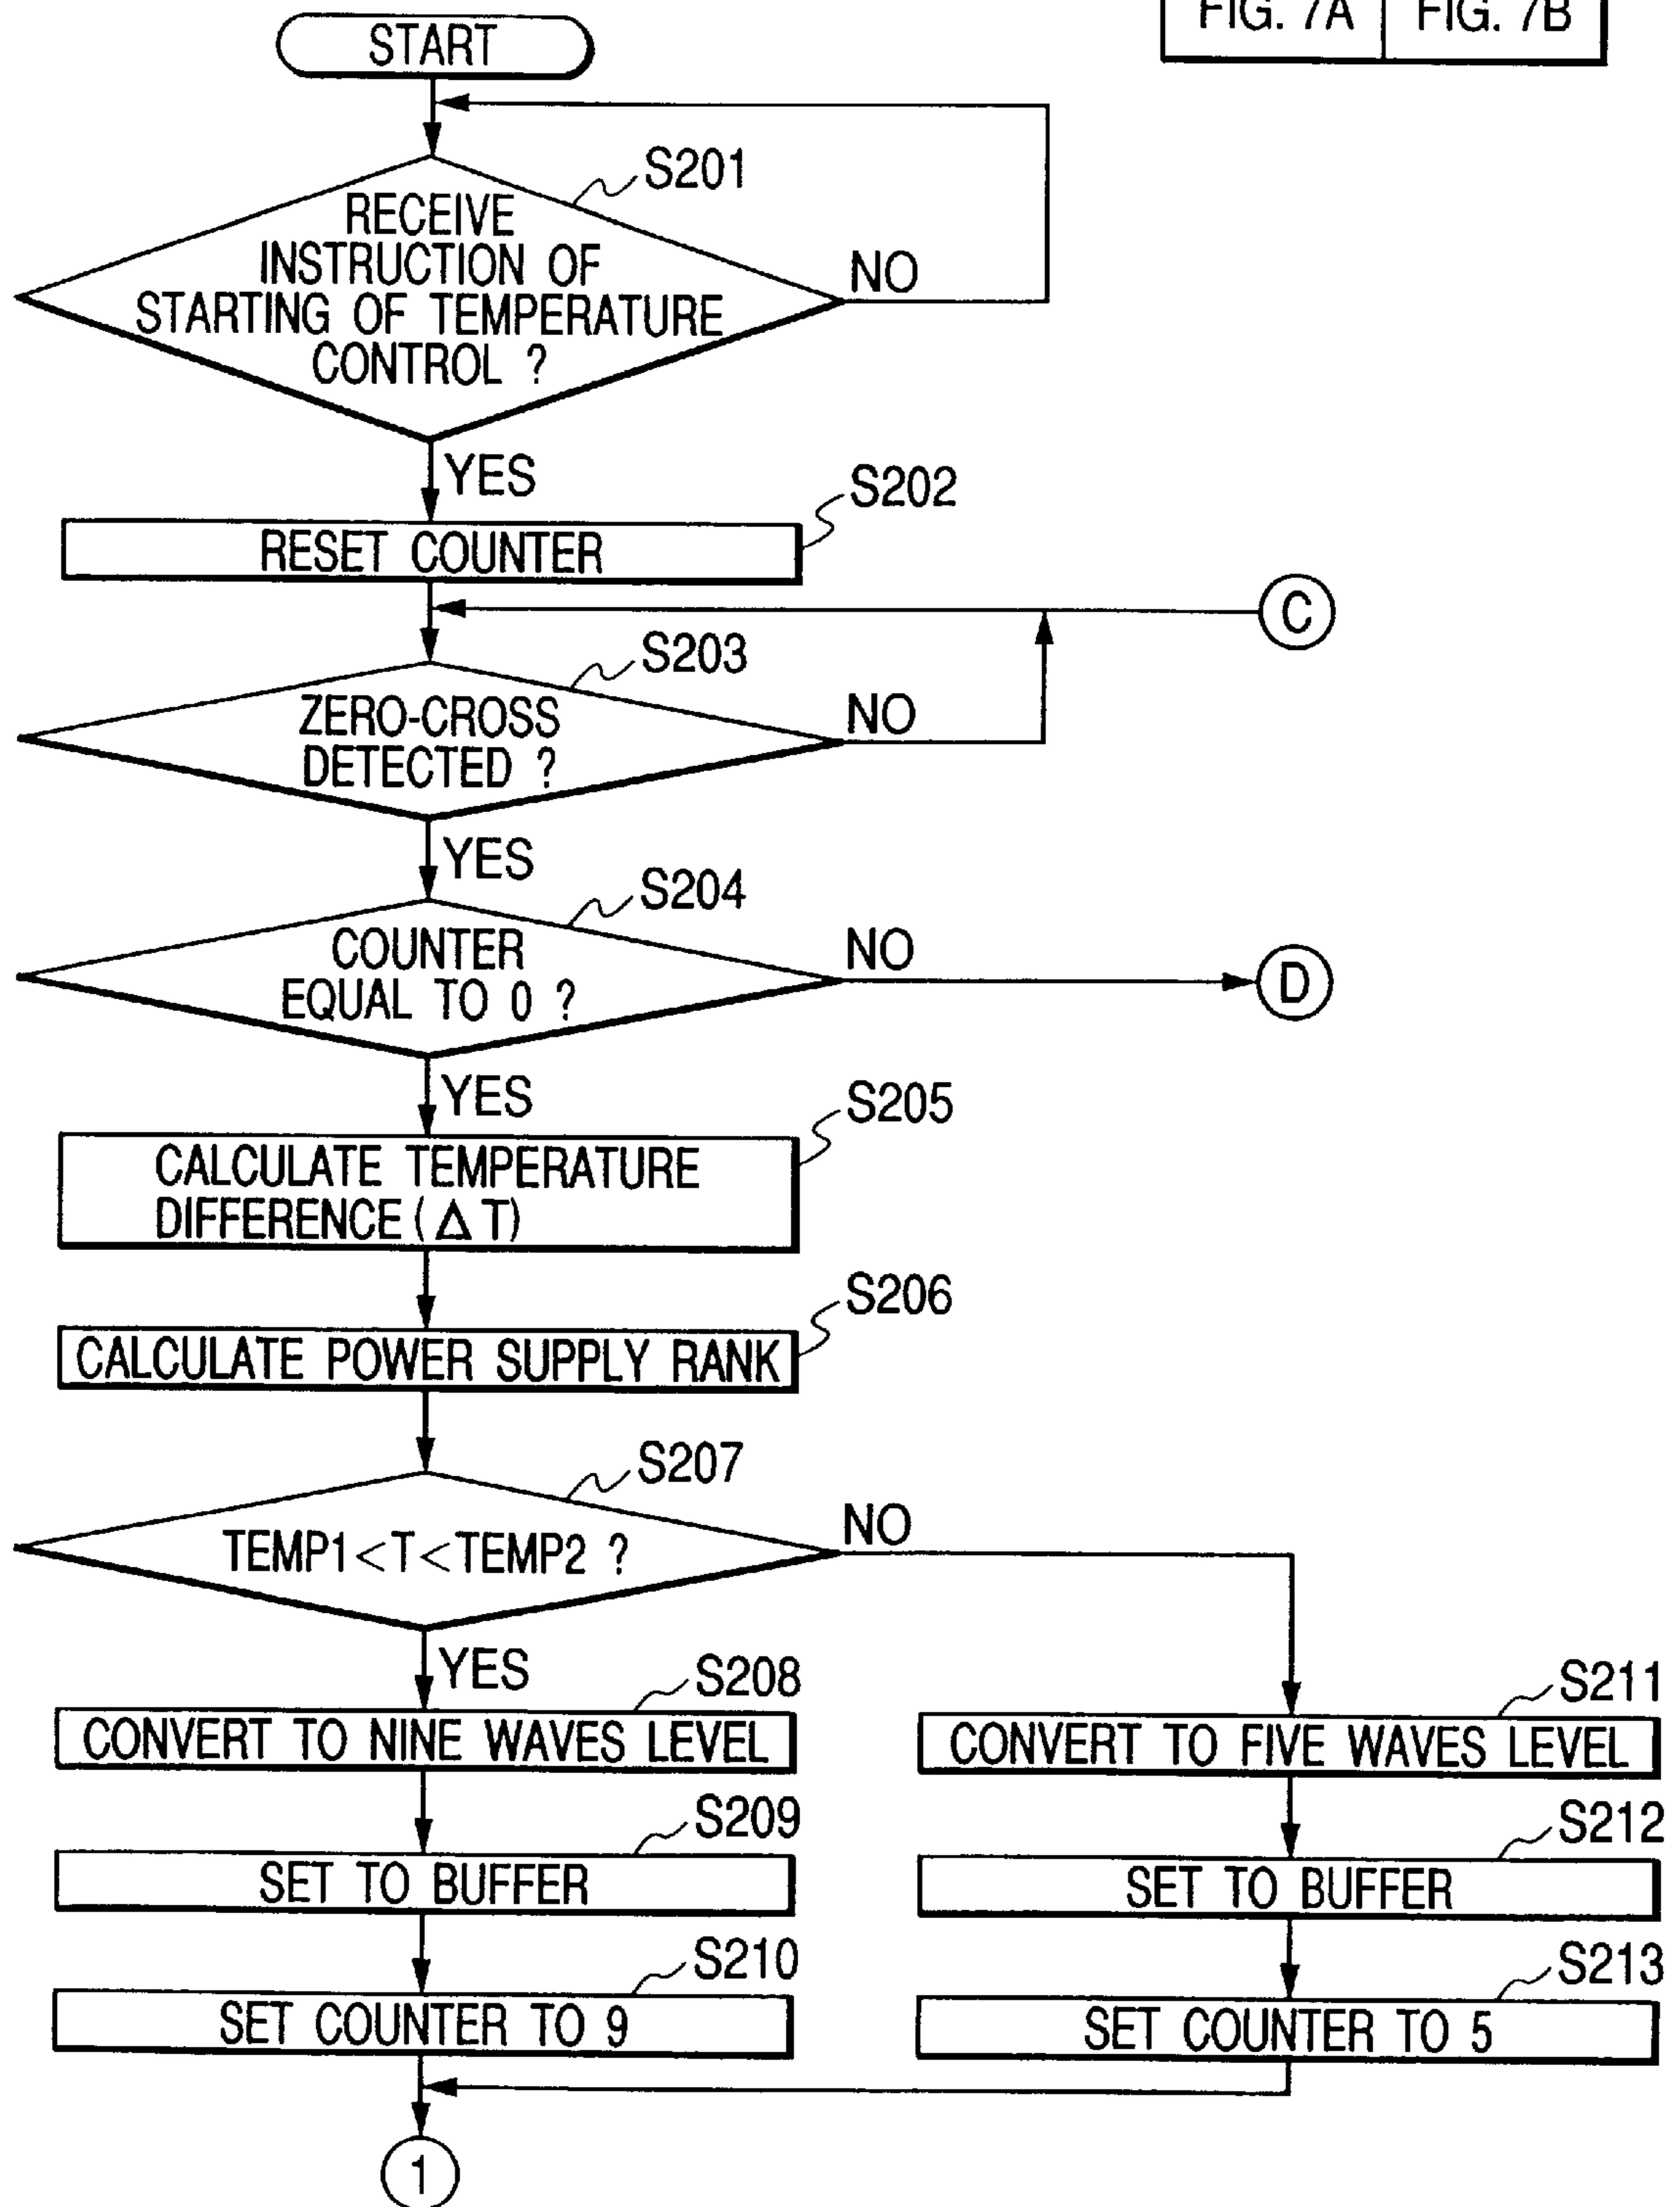 FIG. 7A FIG. 7B
START
S201
RECEIVE
INSTRUCTION OF
STARTING OF TEMPERATURE
CONTROL ?
NO
YES
S202
RESET COUNTER
C
S203
ZERO-CROSS
DETECTED ?
NO
YES
S204
COUNTER
EQUAL TO 0 ?
NO
D
YES
S205
CALCULATE TEMPERATURE
DIFFERENCE (Δ T)
S206
CALCULATE POWER SUPPLY RANK
S207
TEMP1<T<TEMP2 ?
NO
YES
S208
CONVERT TO NINE WAVES LEVEL
S211
CONVERT TO FIVE WAVES LEVEL
S209
SET TO BUFFER
S212
SET TO BUFFER
S210
SET COUNTER TO 9
S213
SET COUNTER TO 5
1